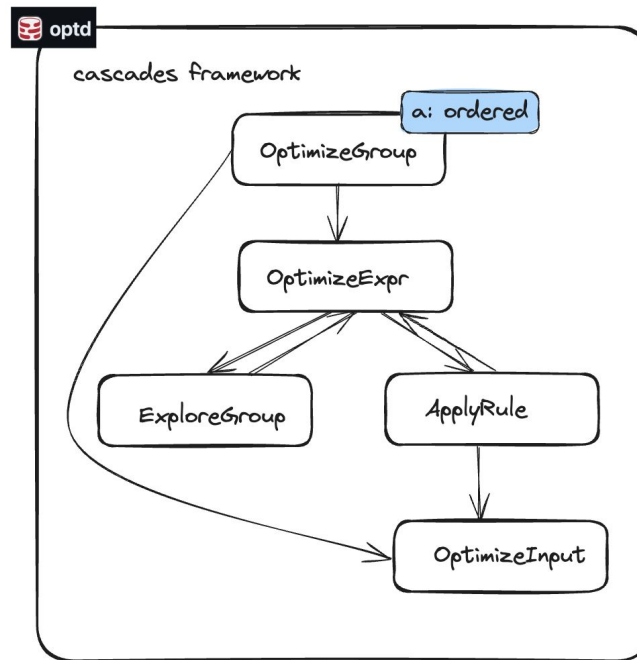 optd
cascades framework
a: ordered
OptimizeGroup
OptimizeExpr
ExploreGroup
ApplyRule
OptimizeInput